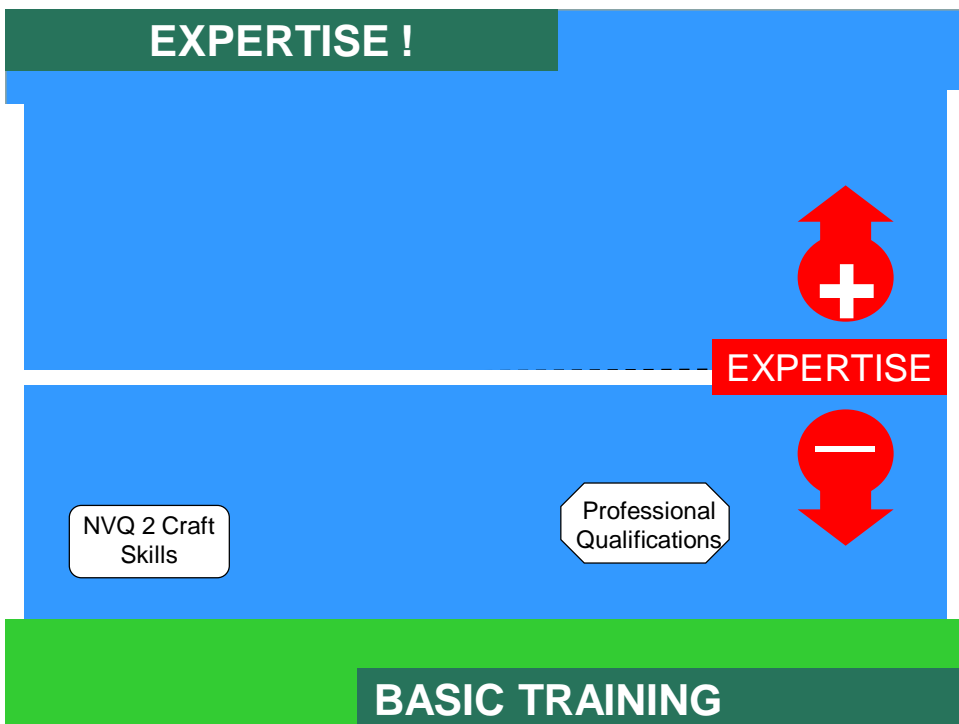 EXPERTISE !
EXPERTISE
NVQ 2 Craft
Skills
Professional
Qualifications
BASIC TRAINING